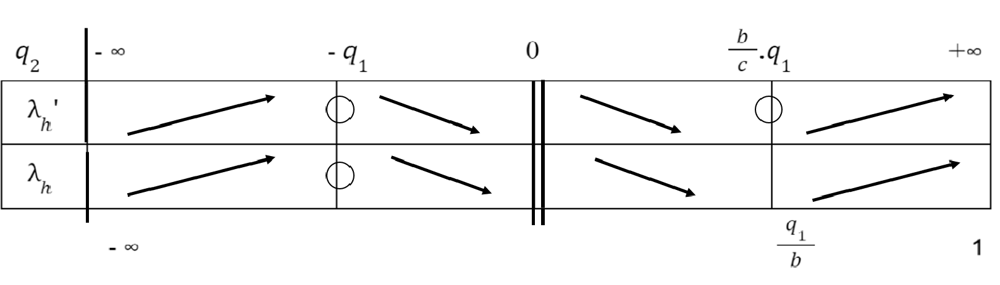 q₂ - ∞ - q₁ 0 b/c.q₁ +∞
λₕ'
λₕ
- ∞ q₁/b 1